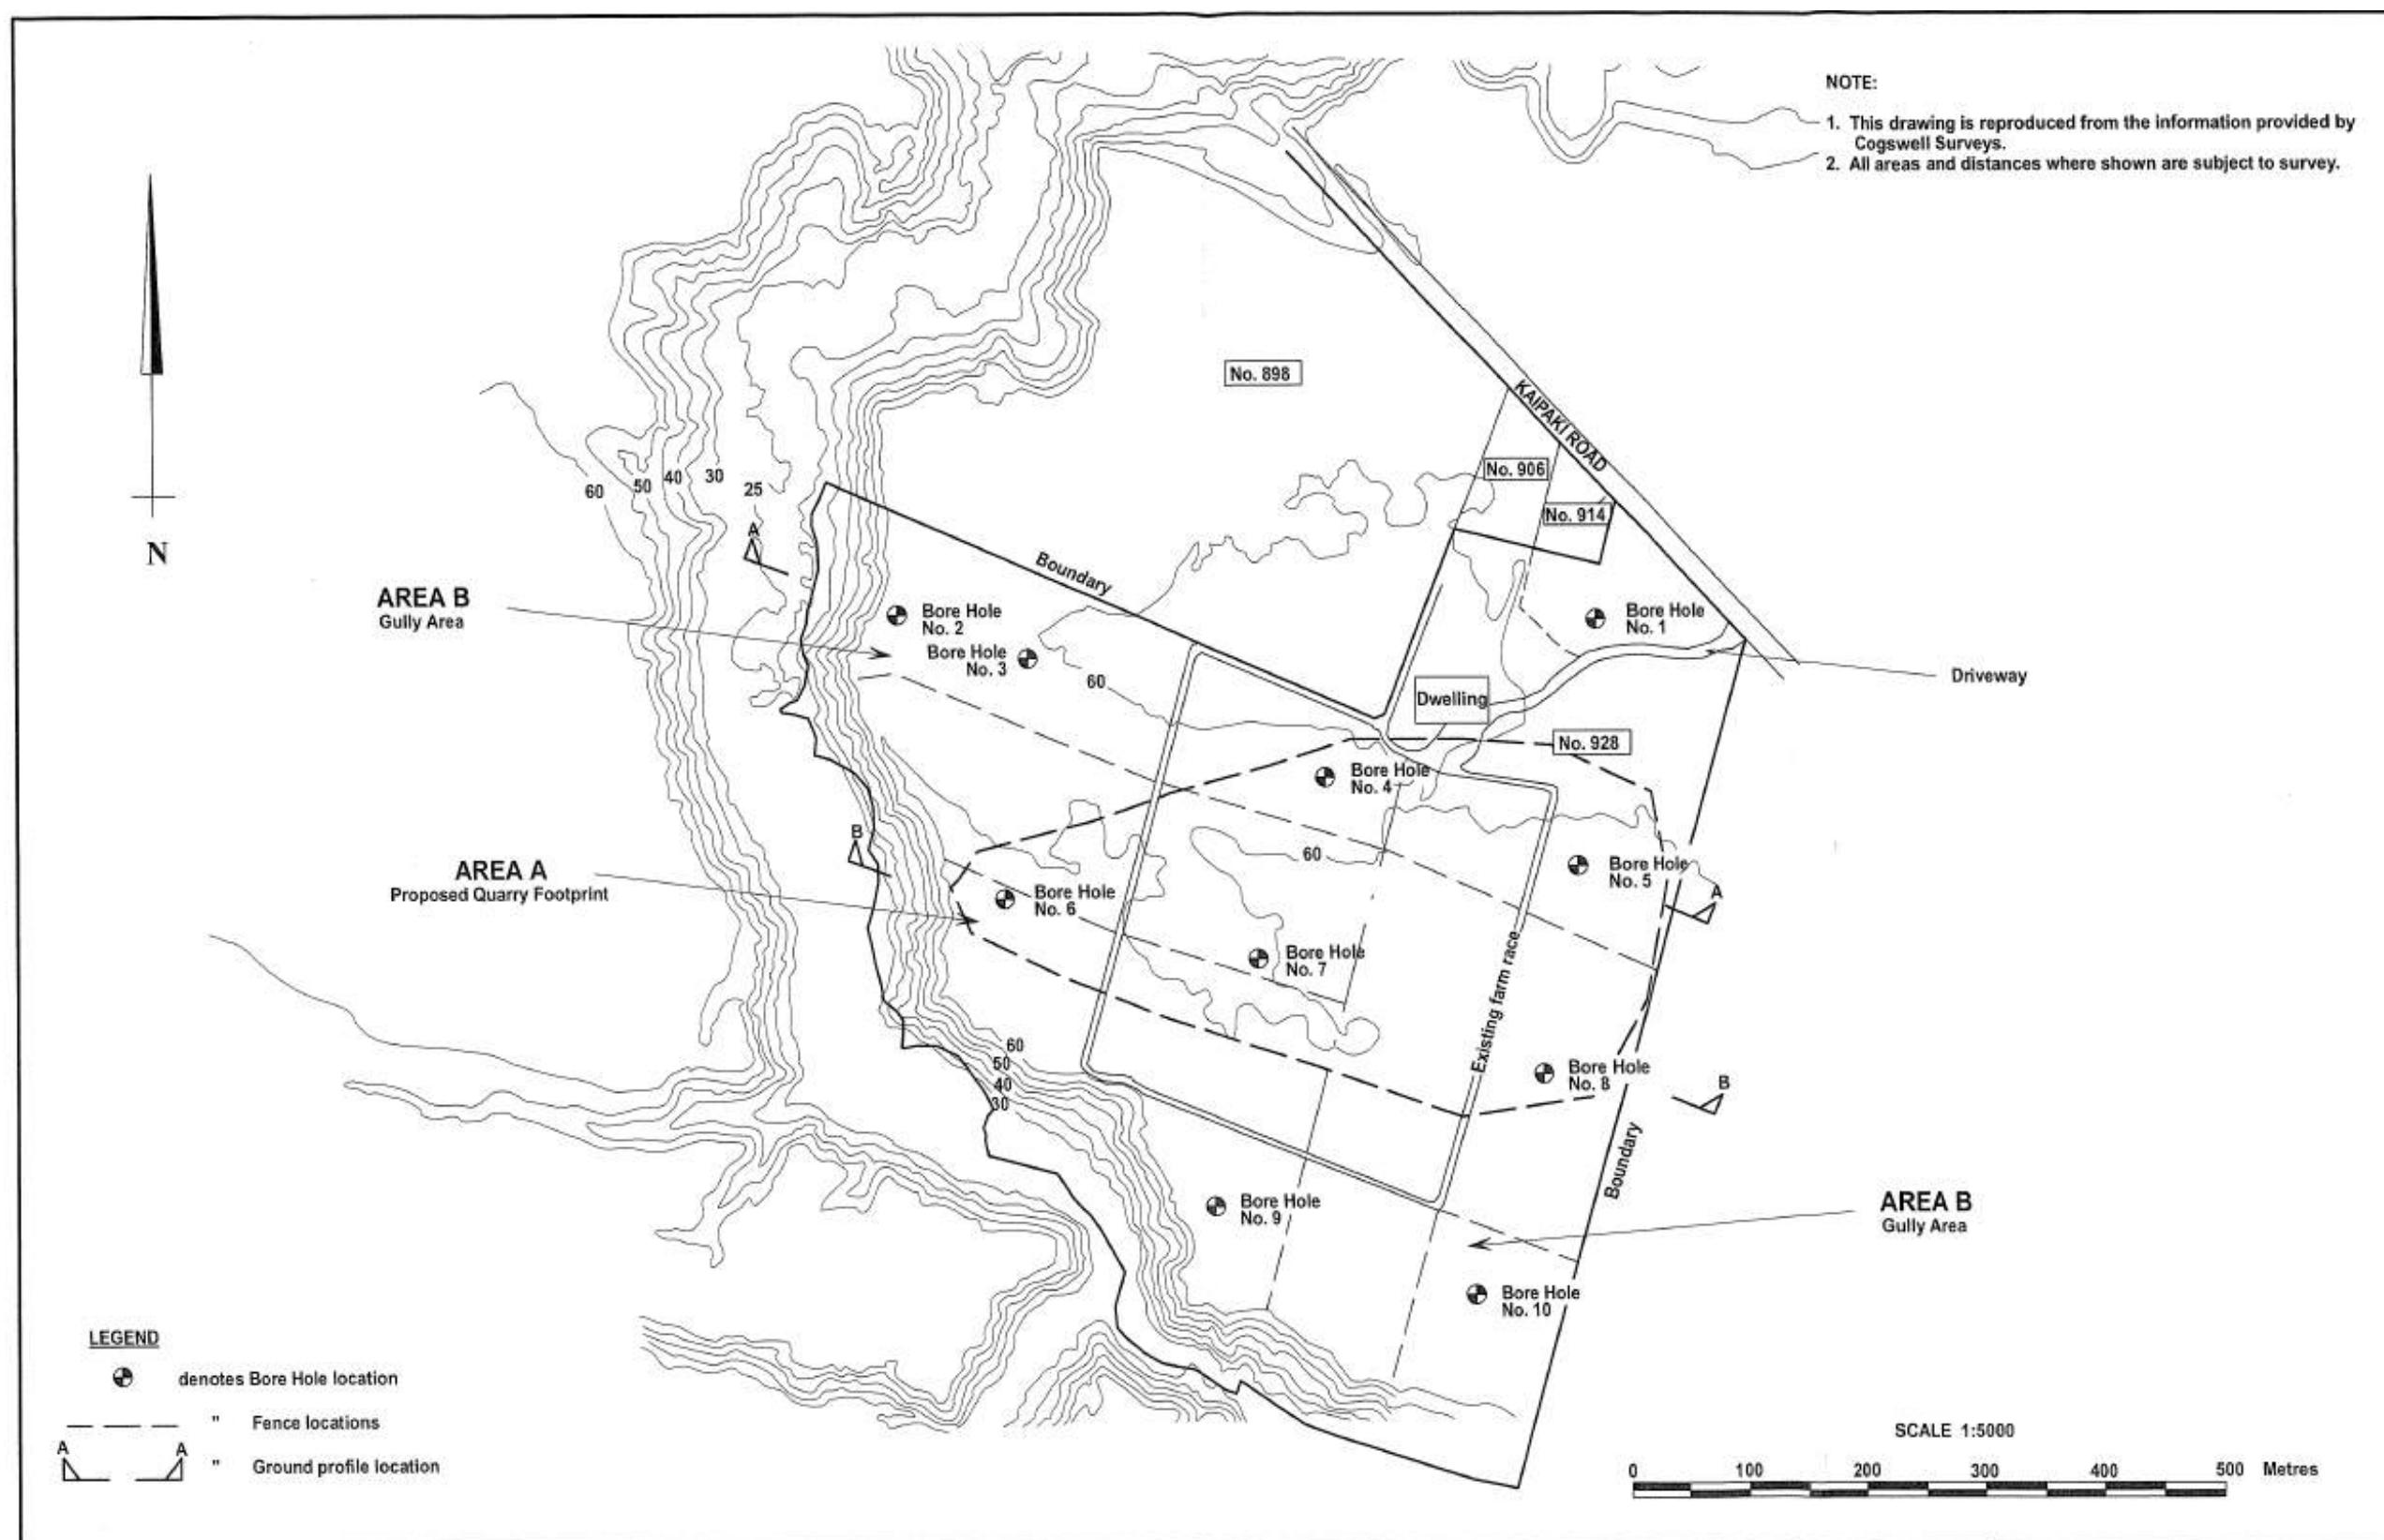 NOTE:
1. This drawing is reproduced from the information provided by
Cogswell Surveys.
2. All areas and distances where shown are subject to survey.
No. 898
KAIPAKI ROAD
No. 906
No. 914
60
50
40
30
25
N
A
Boundary
AREA B
Gully Area
Bore Hole
No. 2
Bore Hole
No. 3
Bore Hole
No. 1
60
Driveway
Dwelling
No. 928
Bore Hole
No. 4
B
60
Bore Hole
No. 5
A
AREA A
Proposed Quarry Footprint
Bore Hole
No. 6
Bore Hole
No. 7
Existing farm race
60
50
40
30
Bore Hole
No. 8
B
Boundary
Bore Hole
No. 9
AREA B
Gully Area
Bore Hole
No. 10
LEGEND
denotes Bore Hole location
" Fence locations
A A " Ground profile location
SCALE 1:5000
0 100 200 300 400 500 Metres